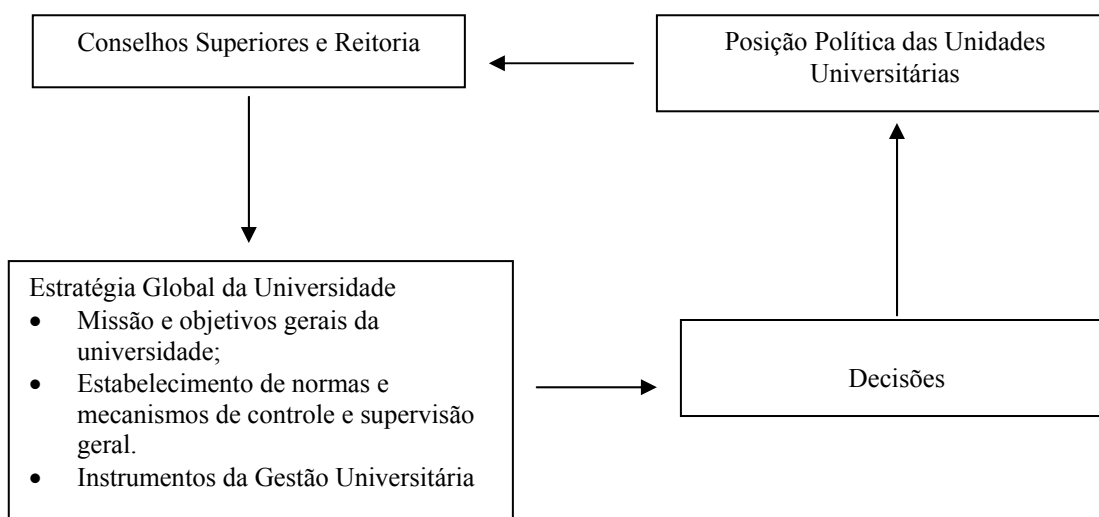 Conselhos Superiores e Reitoria
Posição Política das Unidades
Universitárias
Estratégia Global da Universidade
• Missão e objetivos gerais da
universidade;
• Estabelecimento de normas e
mecanismos de controle e supervisão
geral.
• Instrumentos da Gestão Universitária
Decisões